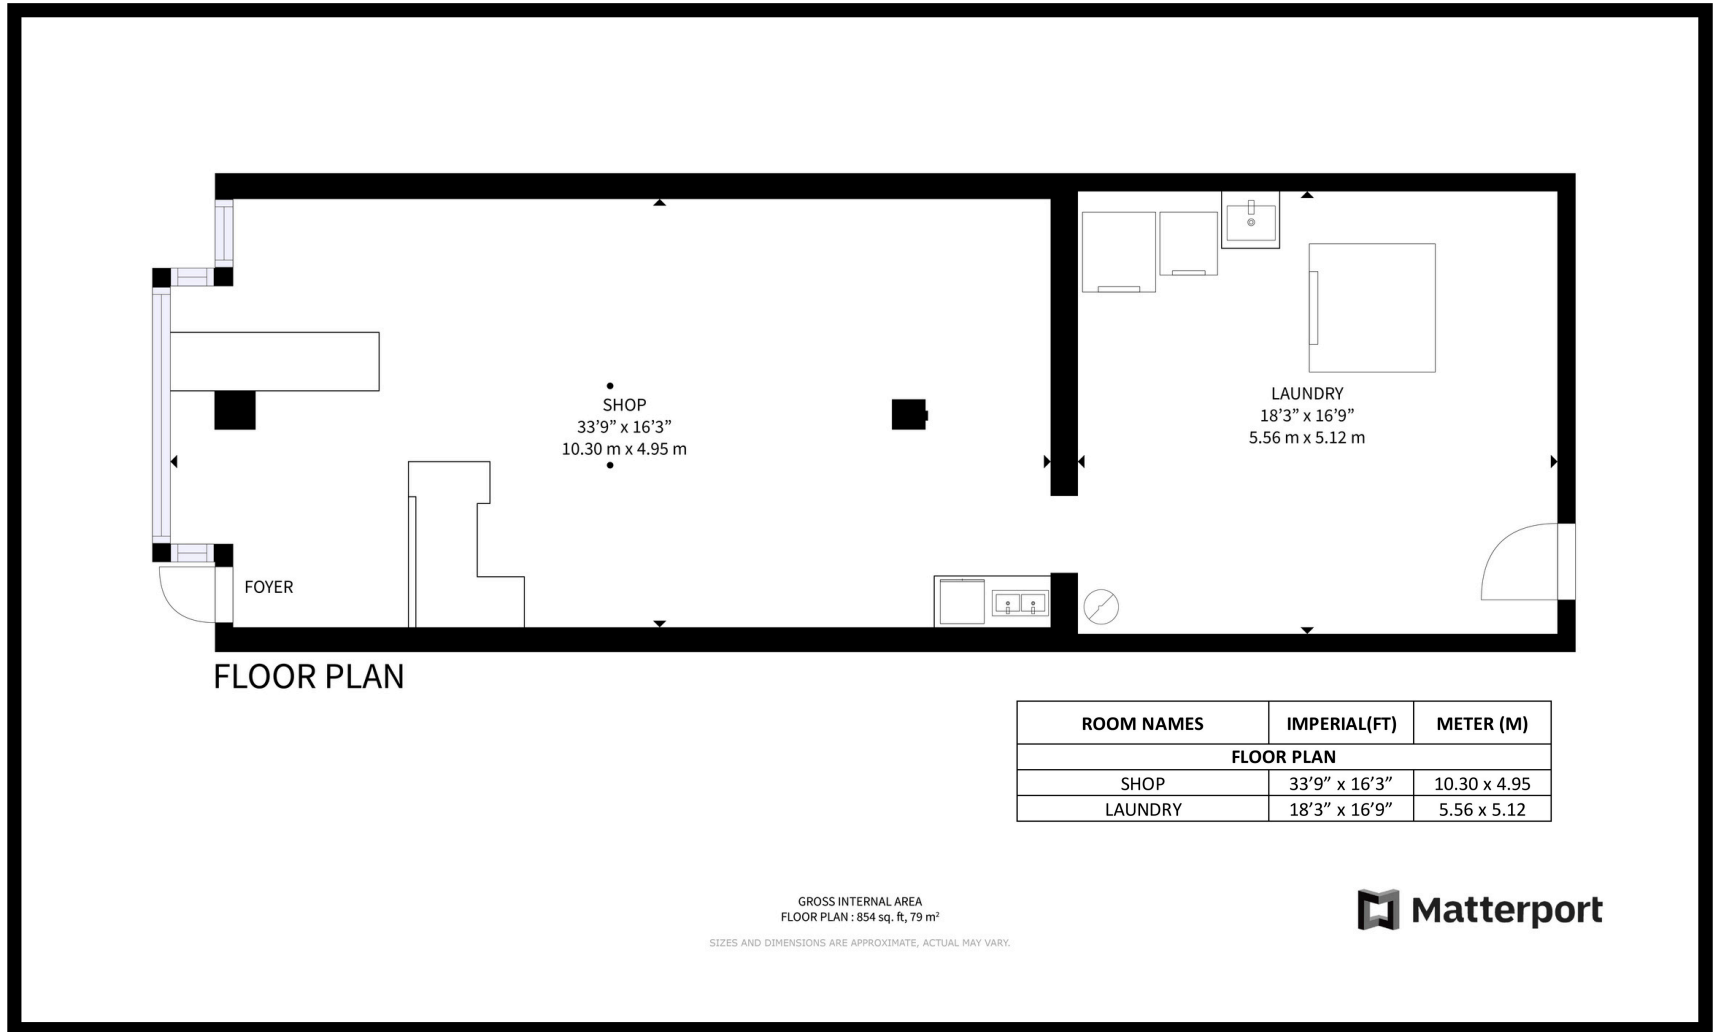 SHOP
33’9” x 16’3”
10.30 m x 4.95 m
LAUNDRY
18’3” x 16’9”
5.56 m x 5.12 m
FOYER
FLOOR PLAN
ROOM NAMES IMPERIAL(FT) METER (M)
FLOOR PLAN
SHOP 33’9” x 16’3” 10.30 x 4.95
LAUNDRY 18’3” x 16’9” 5.56 x 5.12
GROSS INTERNAL AREA
FLOOR PLAN : 854 sq. ft, 79 m²
SIZES AND DIMENSIONS ARE APPROXIMATE, ACTUAL MAY VARY.
Matterport